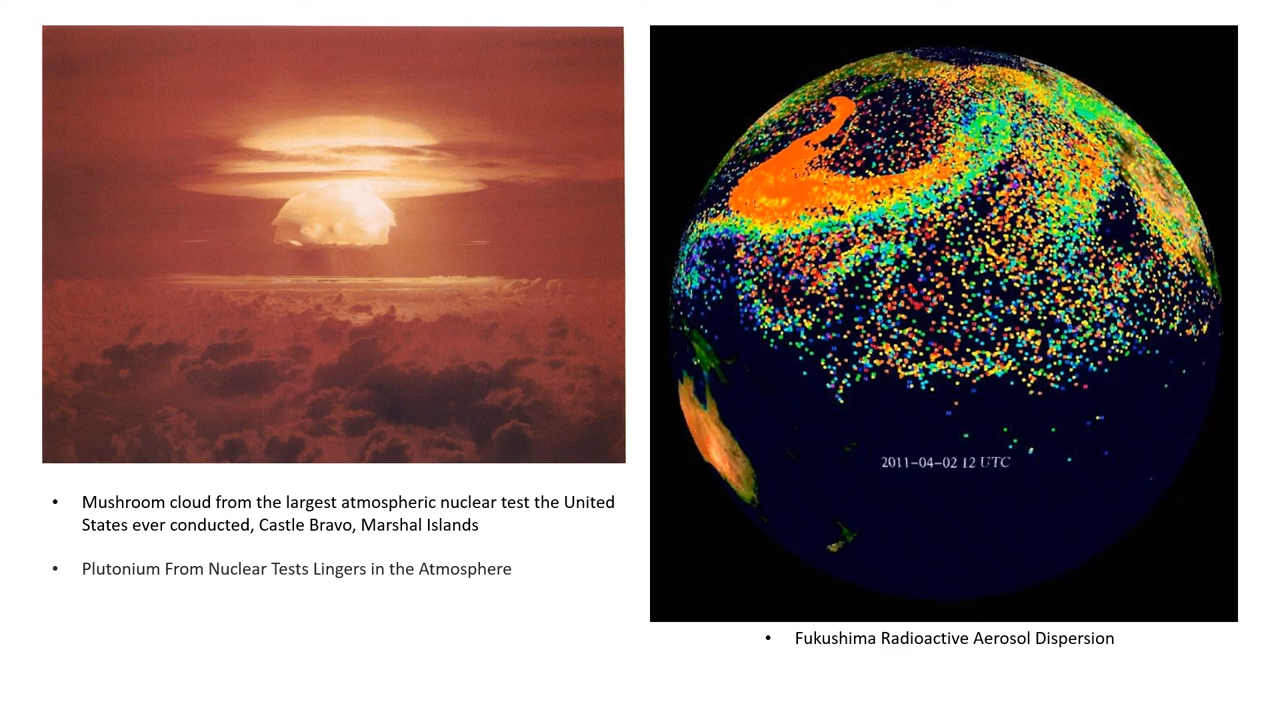 • Mushroom cloud from the largest atmospheric nuclear test the United
States ever conducted, Castle Bravo, Marshal Islands
• Plutonium From Nuclear Tests Lingers in the Atmosphere
2011-04-02 12 UTC
• Fukushima Radioactive Aerosol Dispersion